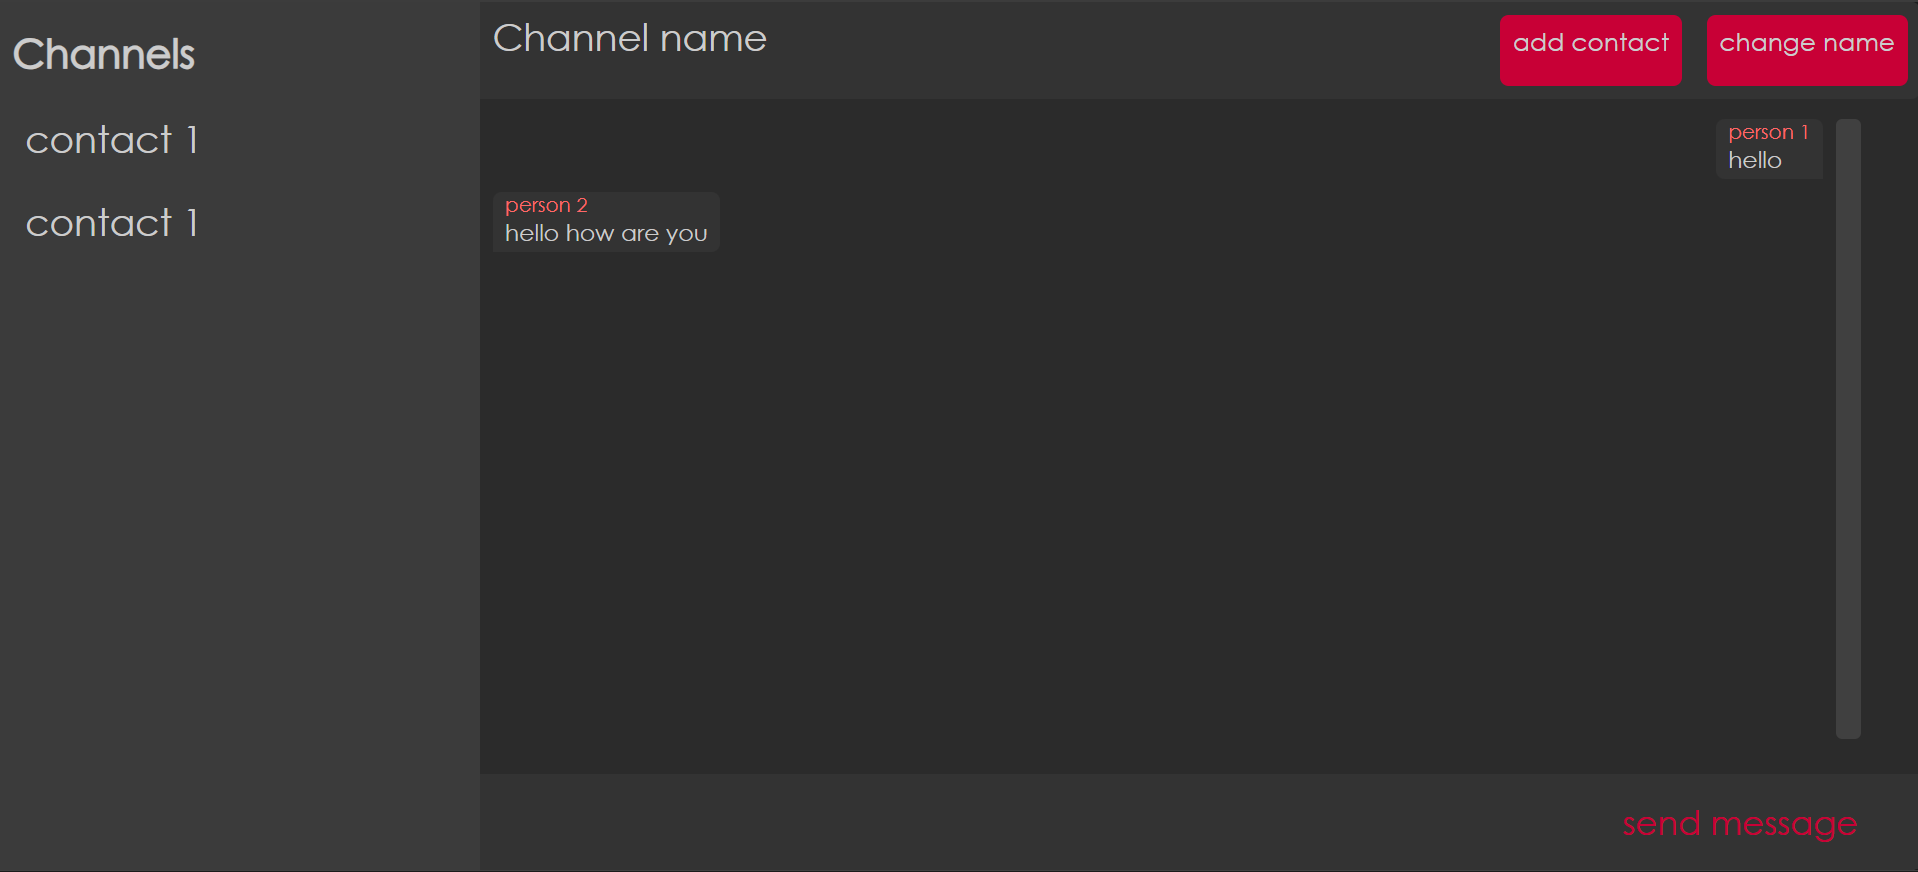 Channels
contact 1
contact 1
Channel name
add contact
change name
person 1
hello
person 2
hello how are you
send message